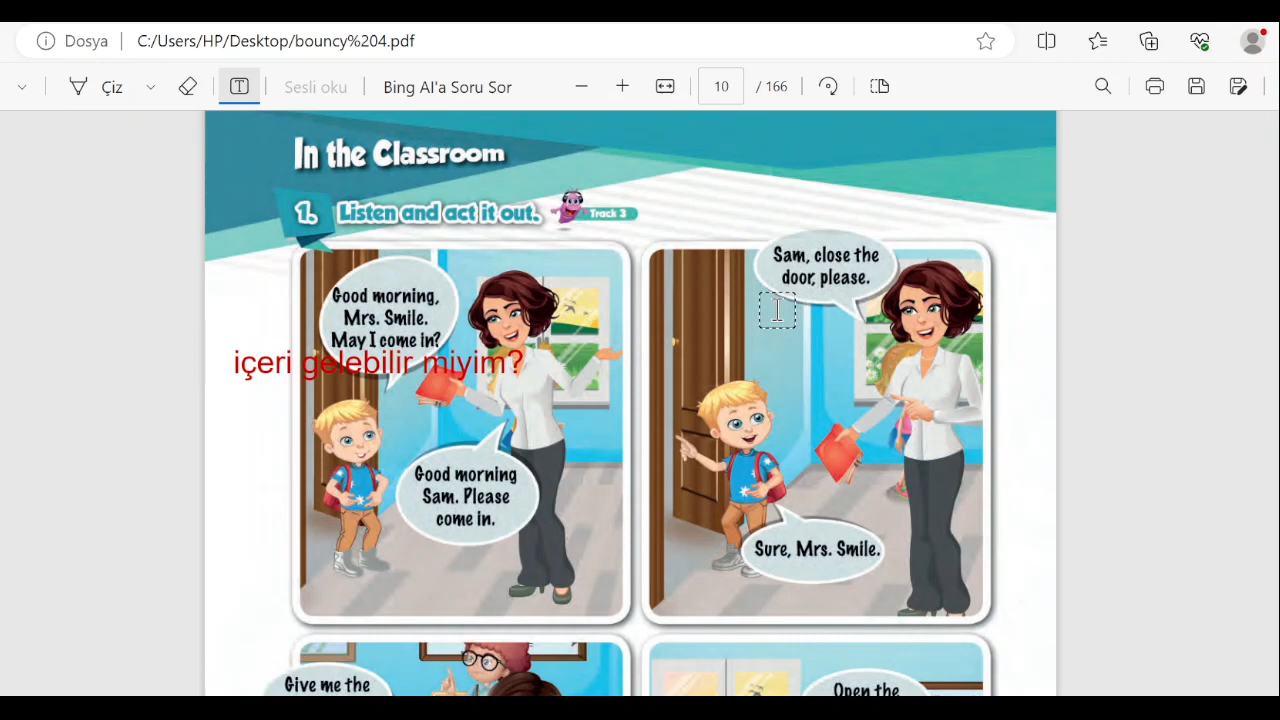 Dosya
C:/Users/HP/Desktop/bouncy%204.pdf
Çiz
Sesli oku
Bing AI'a Soru Sor
10 / 166
In the Classroom
1. Listen and act it out.
Track 3
Good morning,
Mrs. Smile.
May I come in?
içeri gelebilir miyim?
Good morning
Sam. Please
come in.
Sam, close the
door, please.
Sure, Mrs. Smile.
Give me the
Open the